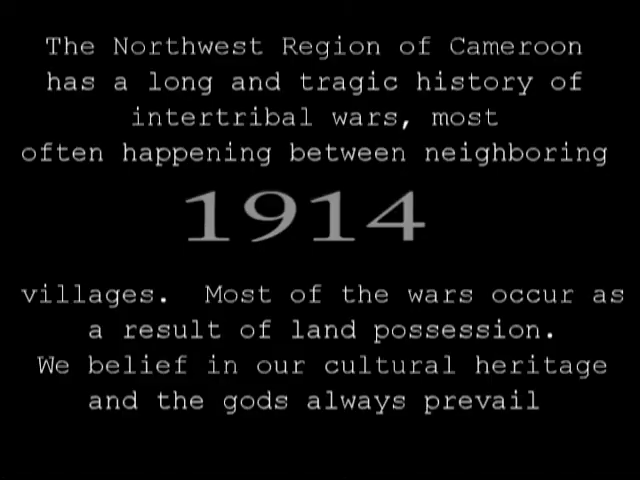 The Northwest Region of Cameroon
has a long and tragic history of
intertribal wars, most
often happening between neighboring
1914
villages. Most of the wars occur as
a result of land possession.
We belief in our cultural heritage
and the gods always prevail